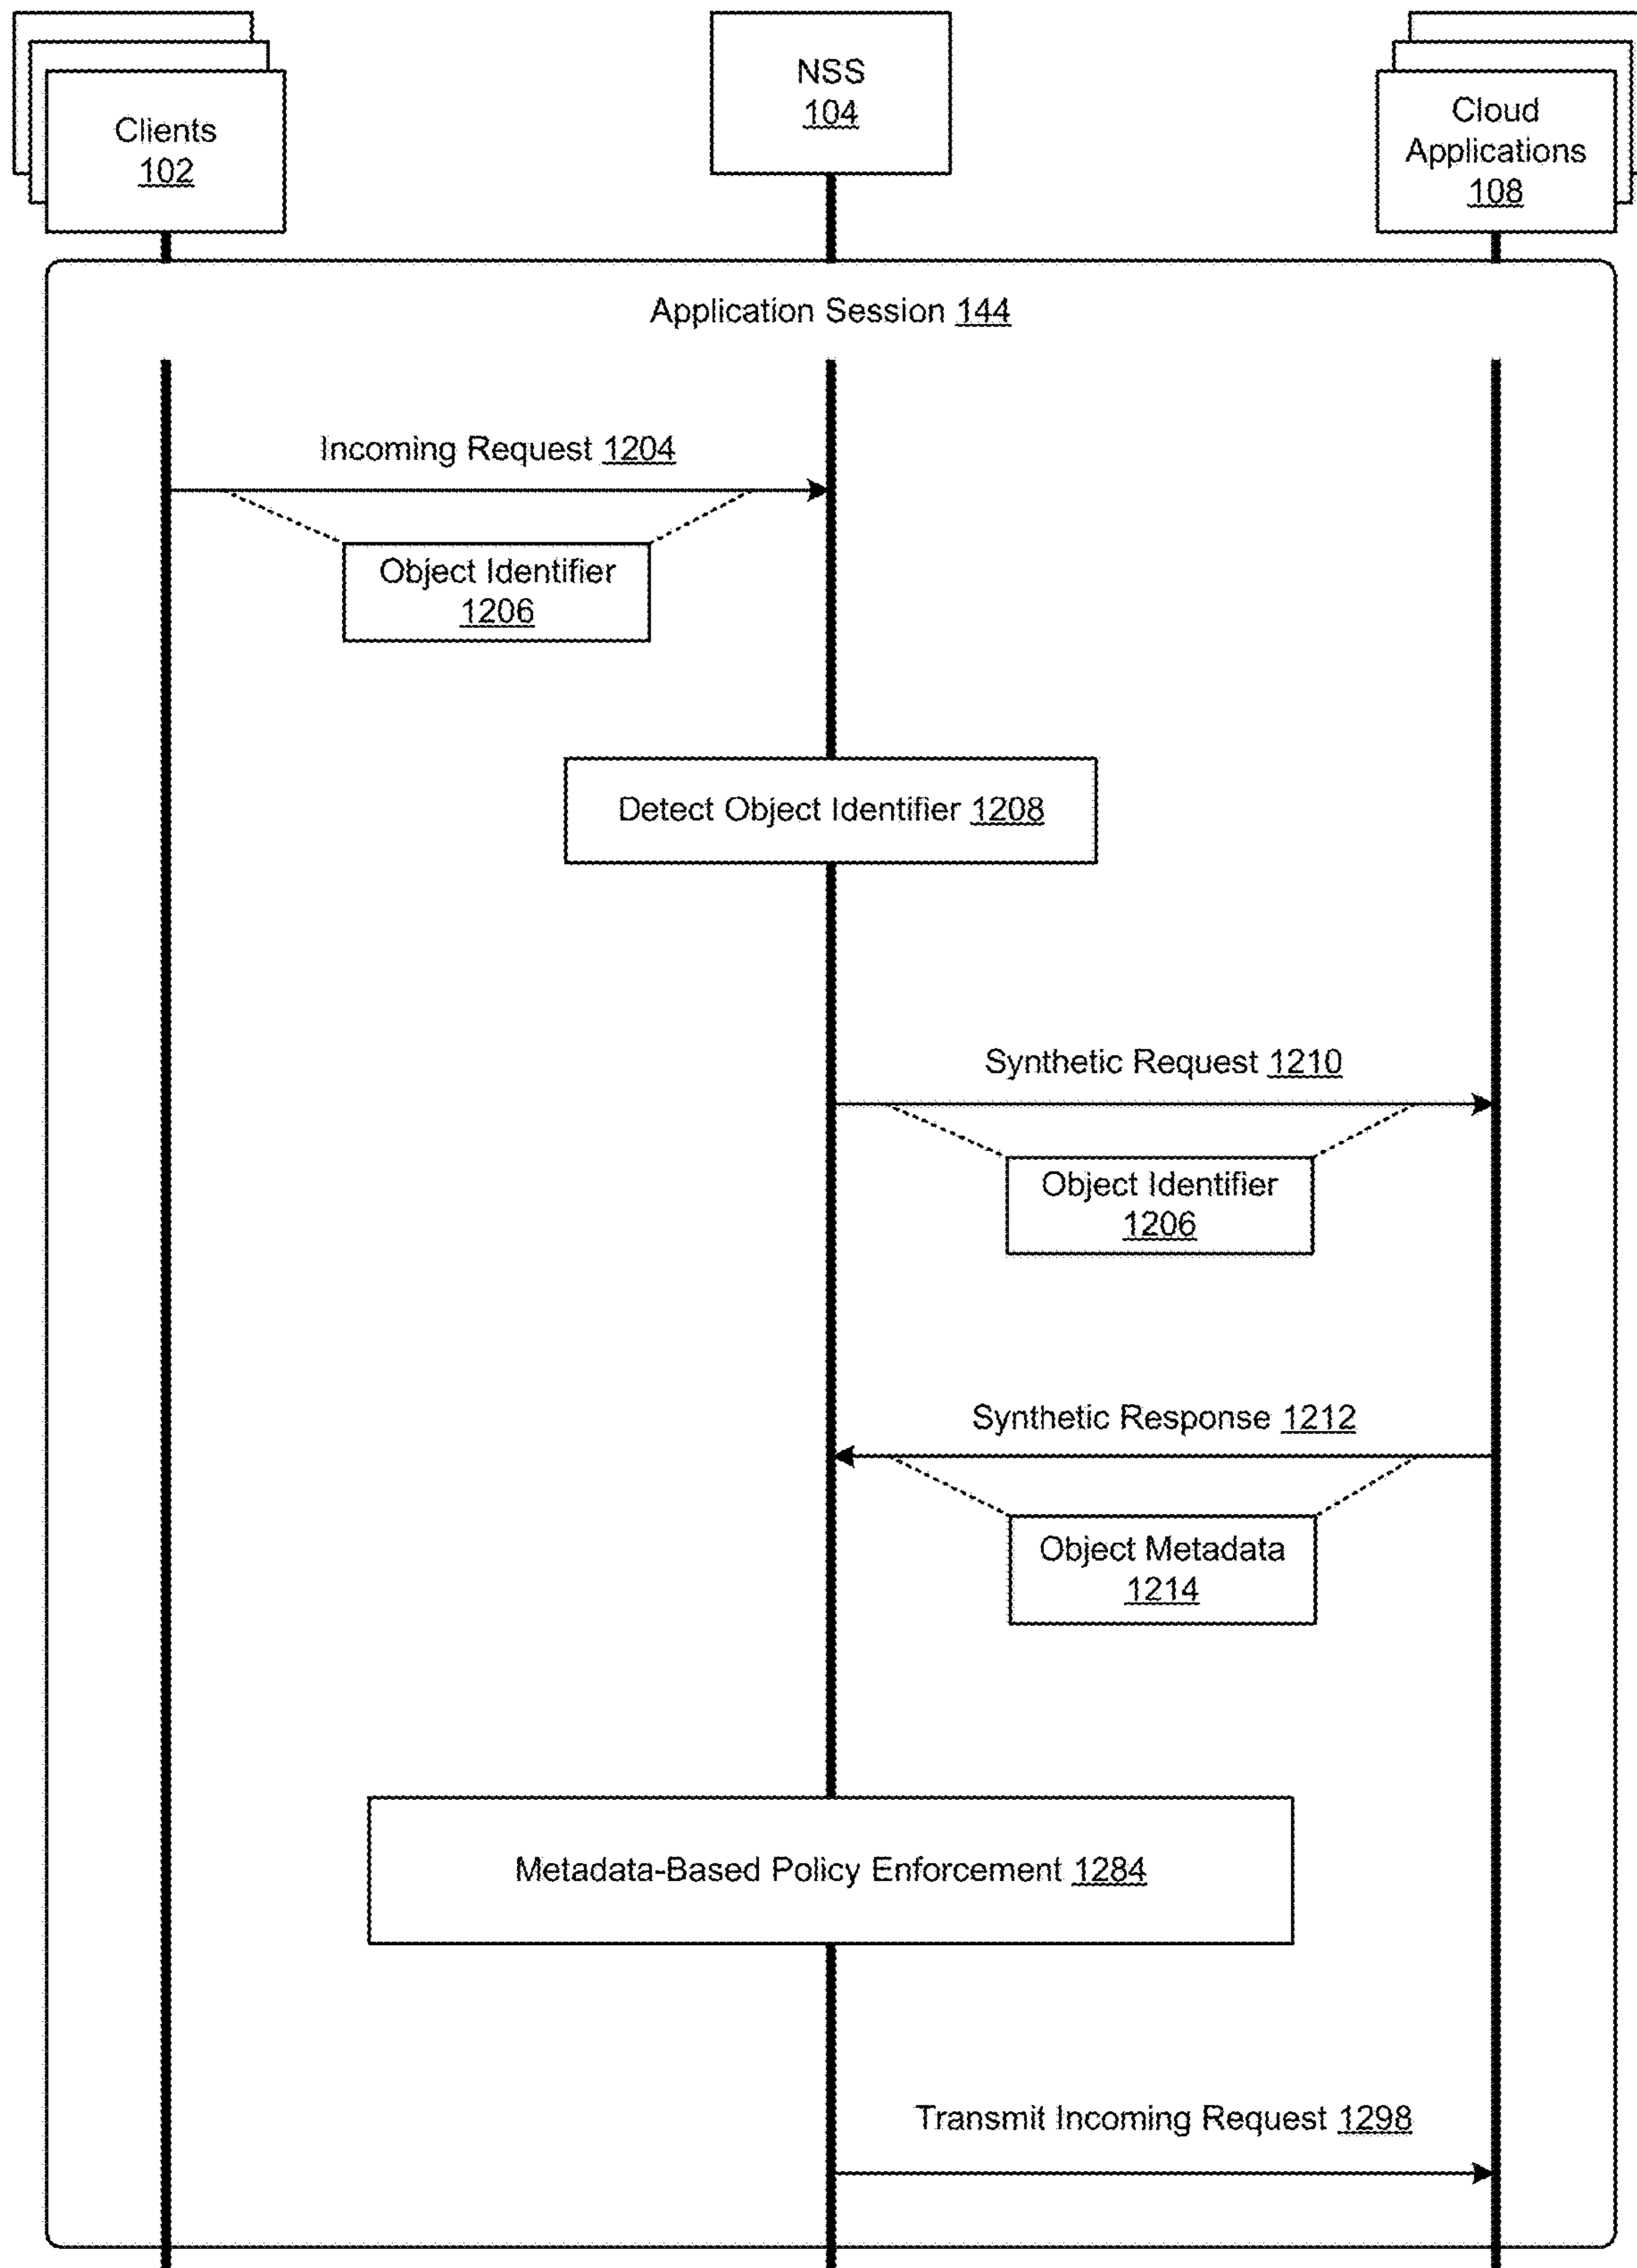 Clients
102
NSS
104
Cloud
Applications
108
Application Session 144
Incoming Request 1204
Object Identifier
1206
Detect Object Identifier 1208
Synthetic Request 1210
Object Identifier
1206
Synthetic Response 1212
Object Metadata
1214
Metadata-Based Policy Enforcement 1284
Transmit Incoming Request 1298